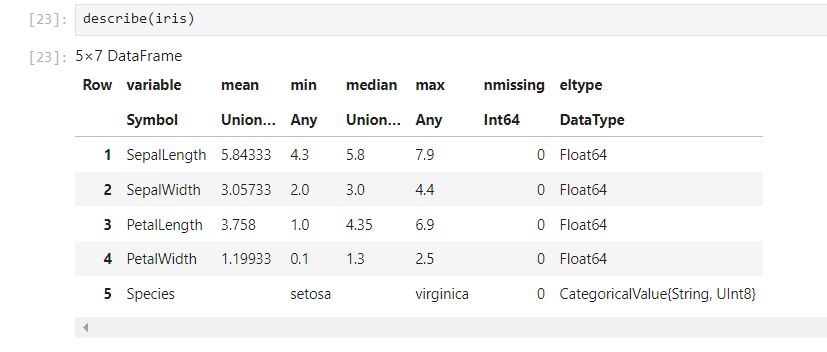 [23]: describe(iris)
[23]: 5×7 DataFrame
Row variable mean min median max nmissing eltype
Symbol Union… Any Union… Any Int64 DataType
1 SepalLength 5.84333 4.3 5.8 7.9 0 Float64
2 SepalWidth 3.05733 2.0 3.0 4.4 0 Float64
3 PetalLength 3.758 1.0 4.35 6.9 0 Float64
4 PetalWidth 1.19933 0.1 1.3 2.5 0 Float64
5 Species setosa virginica 0 CategoricalValue{String, UInt8}